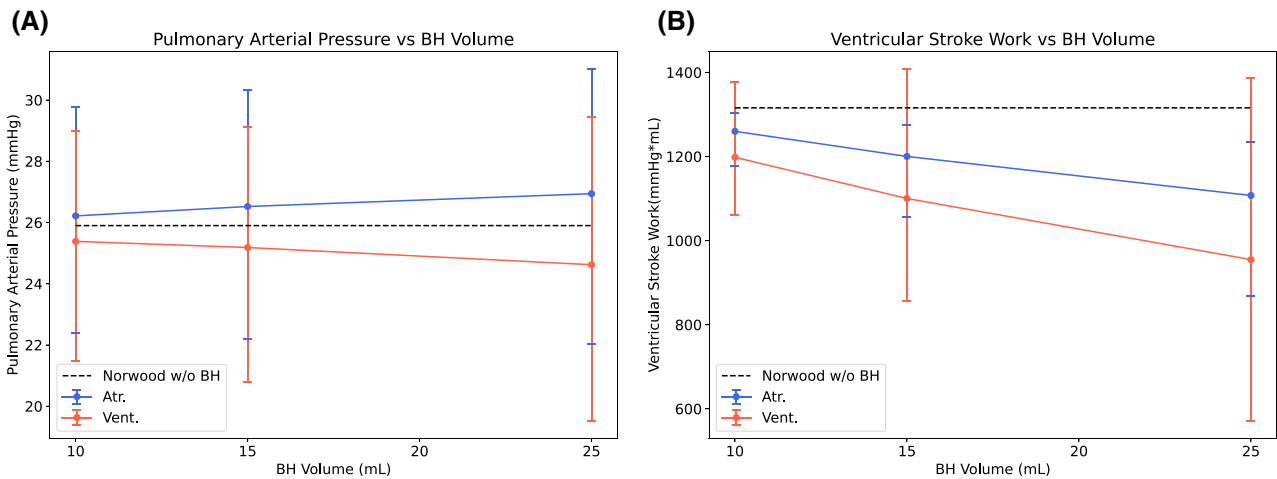 (A)
Pulmonary Arterial Pressure vs BH Volume
Pulmonary Arterial Pressure (mmHg)
30
28
26
24
22
20
Norwood w/o BH
Atr.
Vent.
10
15
20
25
BH Volume (mL)
(B)
Ventricular Stroke Work vs BH Volume
Ventricular Stroke Work(mmHg*mL)
1400
1200
1000
800
600
Norwood w/o BH
Atr.
Vent.
10
15
20
25
BH Volume (mL)